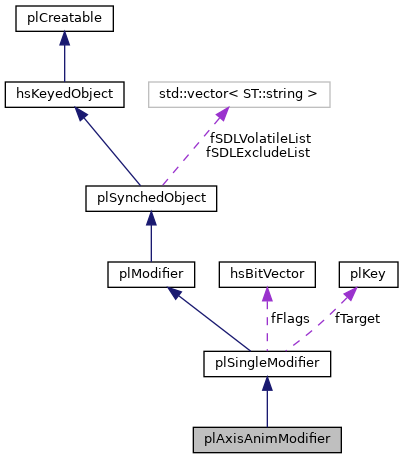 plCreatable
hsKeyedObject
std::vector< ST::string >
fSDLVolatileList
fSDLExcludeList
plSynchedObject
plModifier
hsBitVector
plKey
fFlags
fTarget
plSingleModifier
plAxisAnimModifier